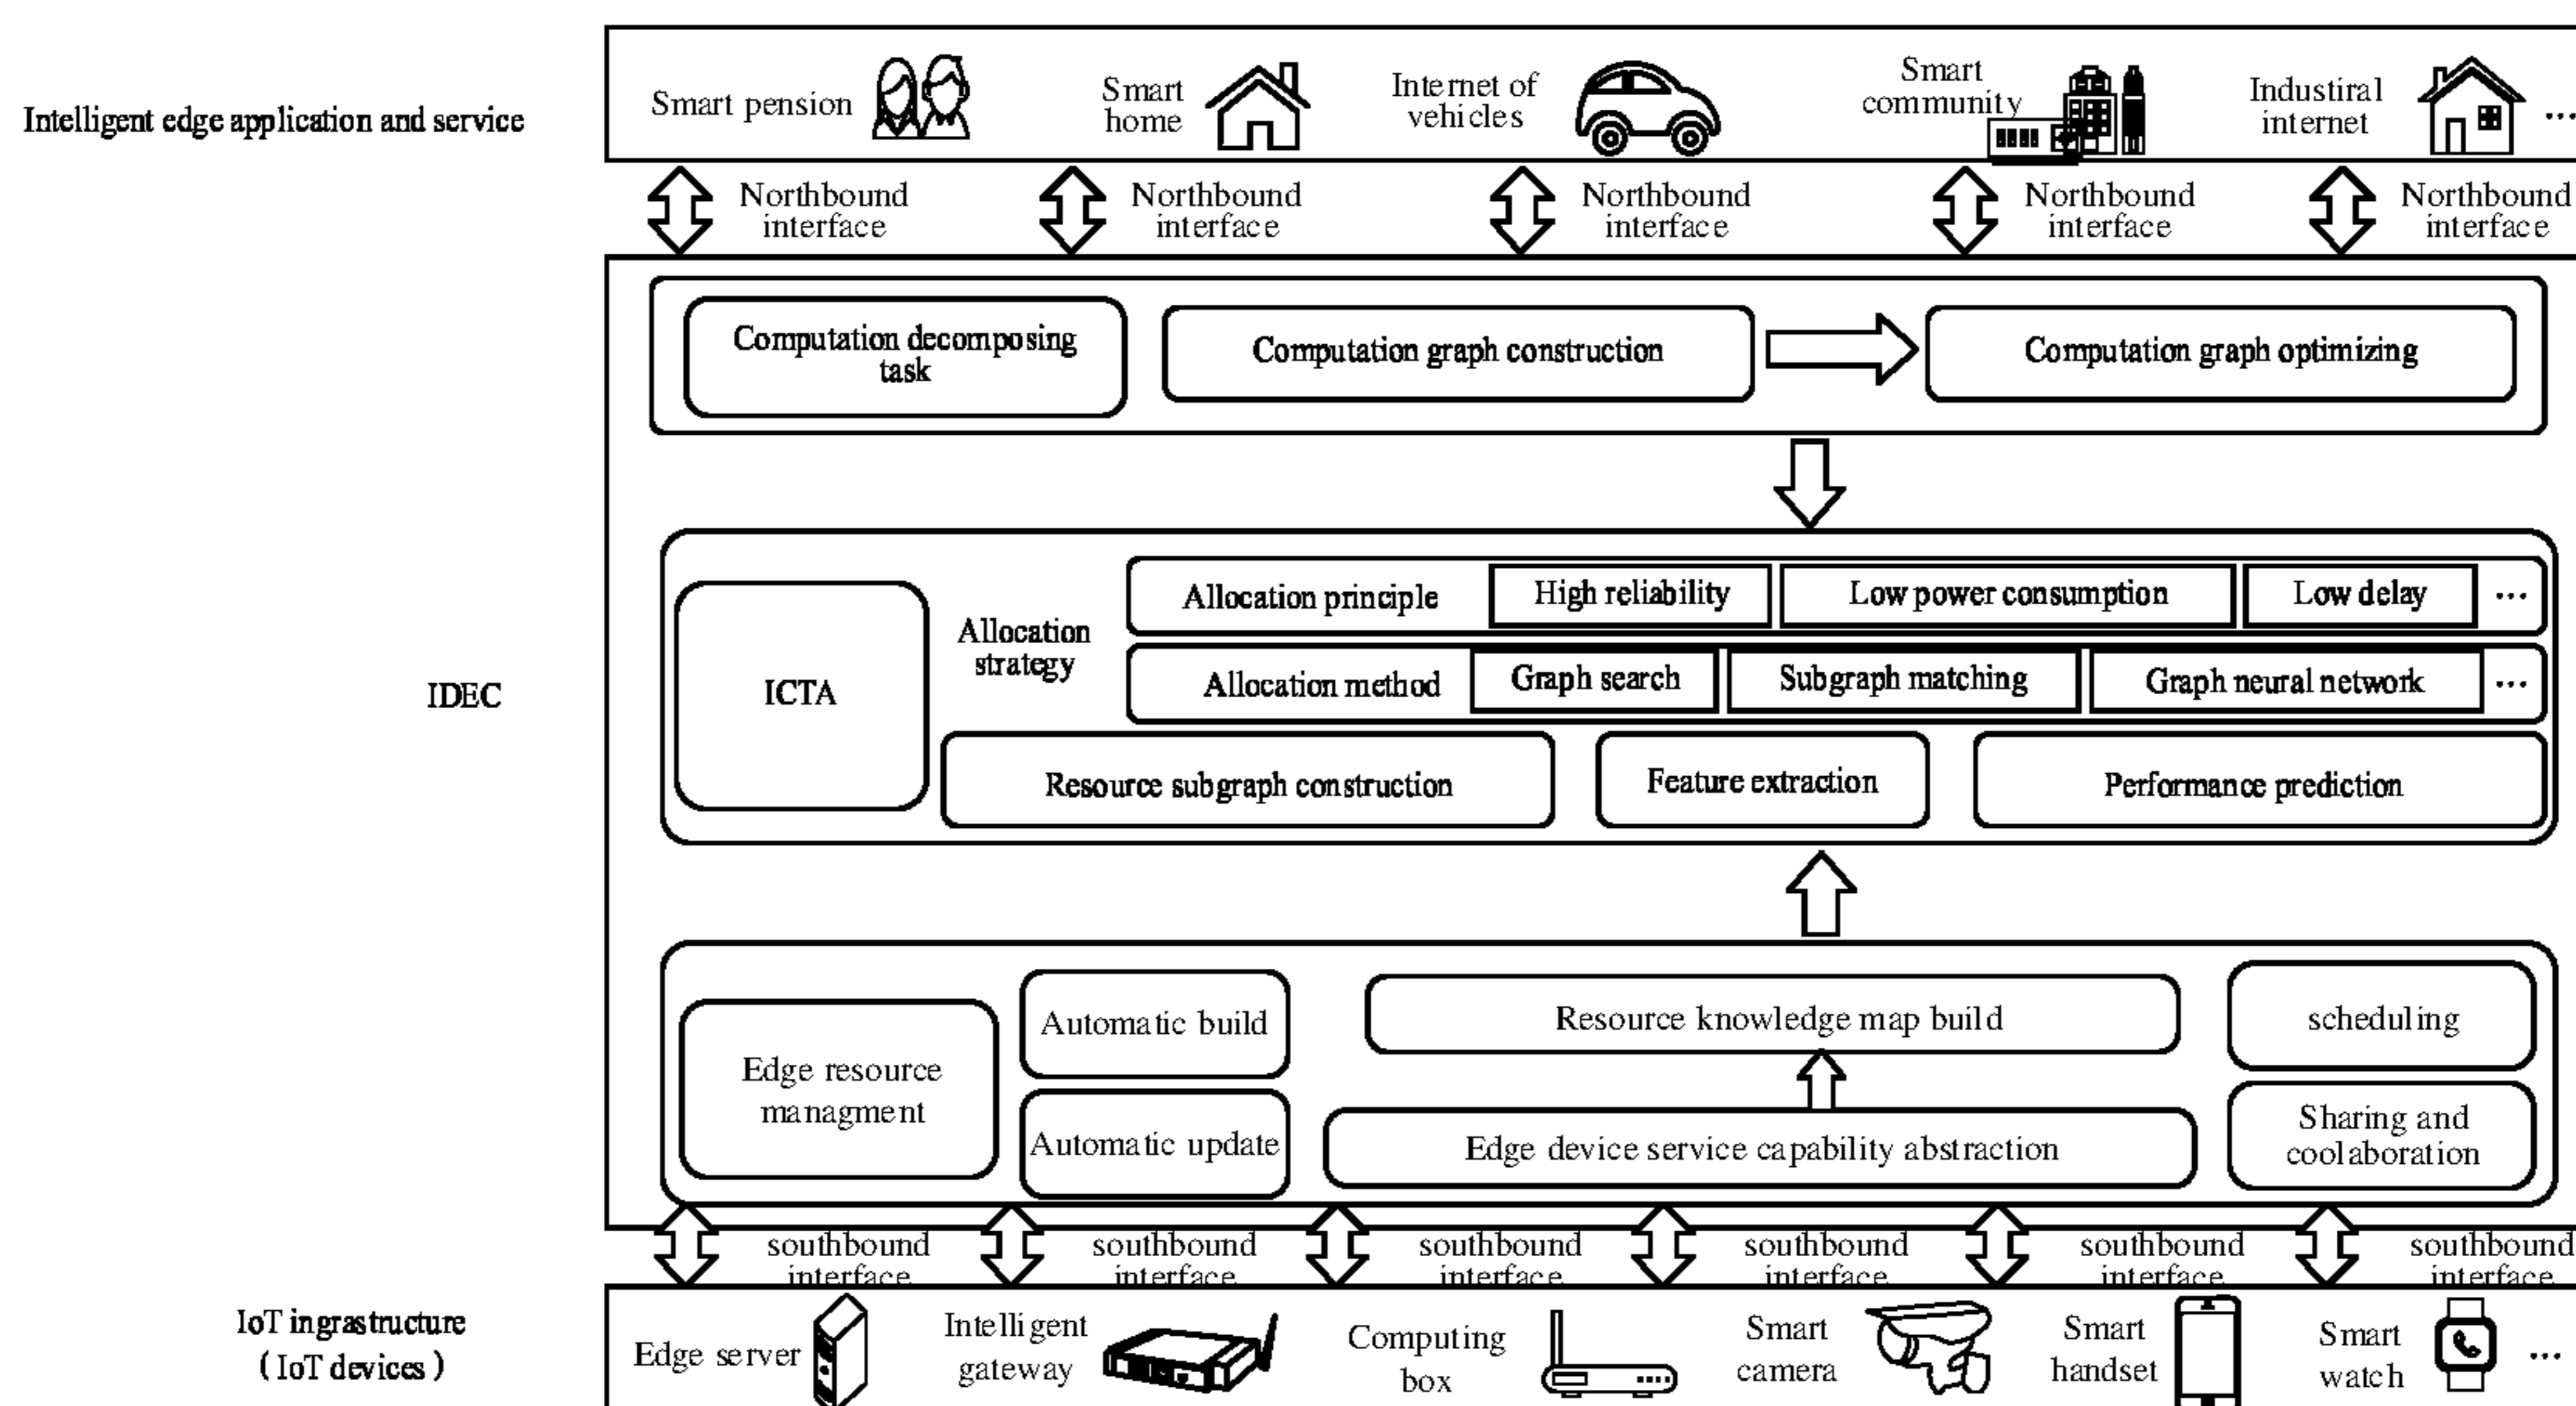 Intelligent edge application and service
Smart pension
Smart
home
Internet of
vehicles
Smart
community
Industiral
internet
...
Northbound
interface
Northbound
interface
Northbound
interface
Northbound
interface
Northbound
interface
Computation decomposing
task
Computation graph construction
Computation graph optimizing
IDEC
ICTA
Allocation
strategy
Allocation principle
High reliability
Low power consumption
Low delay
...
Allocation method
Graph search
Subgraph matching
Graph neural network
...
Resource subgraph construction
Feature extraction
Performance prediction
Edge resource
managment
Automatic build
Automatic update
Resource knowledge map build
Edge device service capability abstraction
scheduling
Sharing and
coolaboration
southbound
interface
southbound
interface
southbound
interface
southbound
interface
southbound
interface
southbound
interface
IoT ingrastructure
( IoT devices )
Edge server
Intelligent
gateway
Computing
box
Smart
camera
Smart
handset
Smart
watch
...